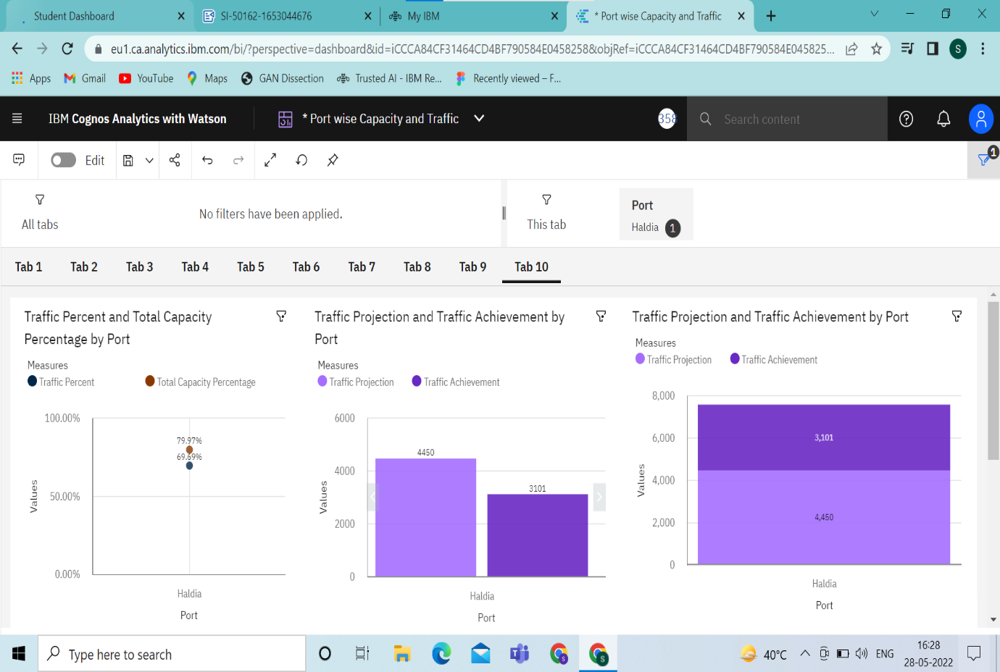 Student Dashboard
SI-50162-1653044676
My IBM
* Port wise Capacity and Traffic
eu1.ca.analytics.ibm.com/bi/?perspective=dashboard&id=iCCCA84CF31464CD4BF790584E0458258&objRef=iCCCA84CF31464CD4BF790584E045825...
S
Apps
Gmail
YouTube
Maps
GAN Dissection
Trusted AI - IBM Re...
Recently viewed – F...
IBM Cognos Analytics with Watson
* Port wise Capacity and Traffic
358
Search content
Edit
1
All tabs
No filters have been applied.
This tab
Port
Haldia 1
Tab 1
Tab 2
Tab 3
Tab 4
Tab 5
Tab 6
Tab 7
Tab 8
Tab 9
Tab 10
Traffic Percent and Total Capacity
Percentage by Port
Measures
Traffic Percent
Total Capacity Percentage
100.00%
79.97%
69.69%
50.00%
0.00%
Values
Haldia
Port
Traffic Projection and Traffic Achievement by
Port
Measures
Traffic Projection
Traffic Achievement
6000
4450
4000
3101
2000
0
Values
Haldia
Port
Traffic Projection and Traffic Achievement by Port
Measures
Traffic Projection
Traffic Achievement
8,000
6,000
3,101
4,000
4,450
2,000
0
Values
Haldia
Port
Type here to search
S
S
40°C
ENG
16:28
28-05-2022